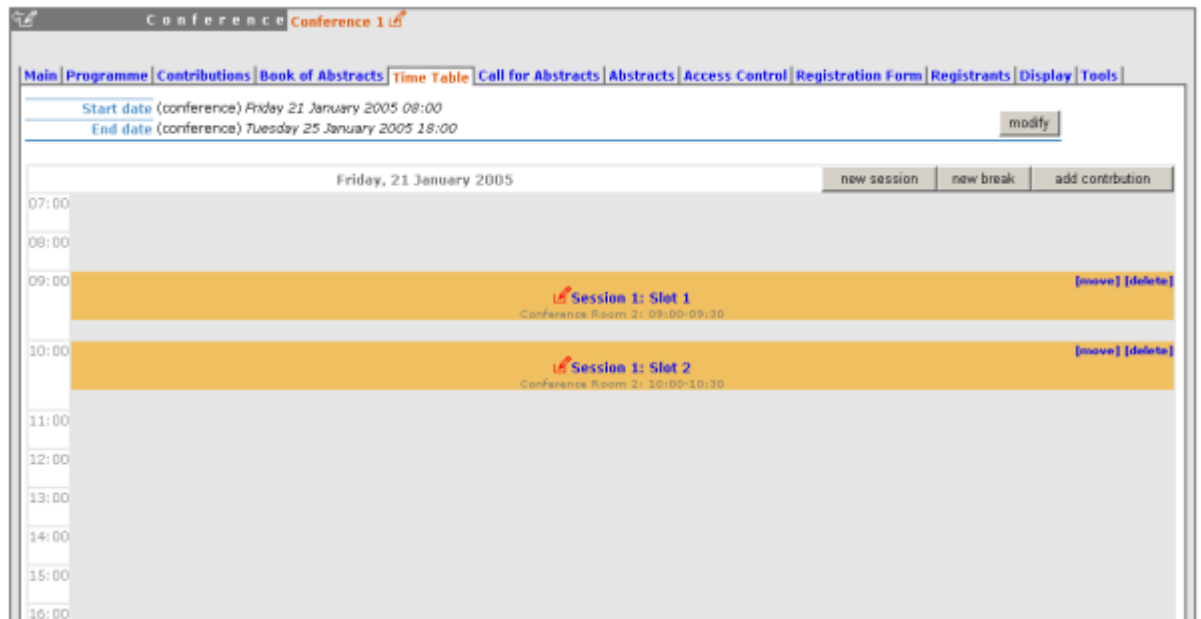 Conference Conference 1
Main Programme Contributions Book of Abstracts Time Table Call for Abstracts Abstracts Access Control Registration Form Registrants Display Tools
Start date (conference) Friday 21 January 2005 08:00
End date (conference) Tuesday 25 January 2005 18:00
modify
Friday, 21 January 2005 new session new break add contrbution
07:00
08:00
09:00 [move] [delete]
Session 1: Slot 1
Conference Room 2: 09:00-09:30
10:00 [move] [delete]
Session 1: Slot 2
Conference Room 2: 10:00-10:30
11:00
12:00
13:00
14:00
15:00
16:00